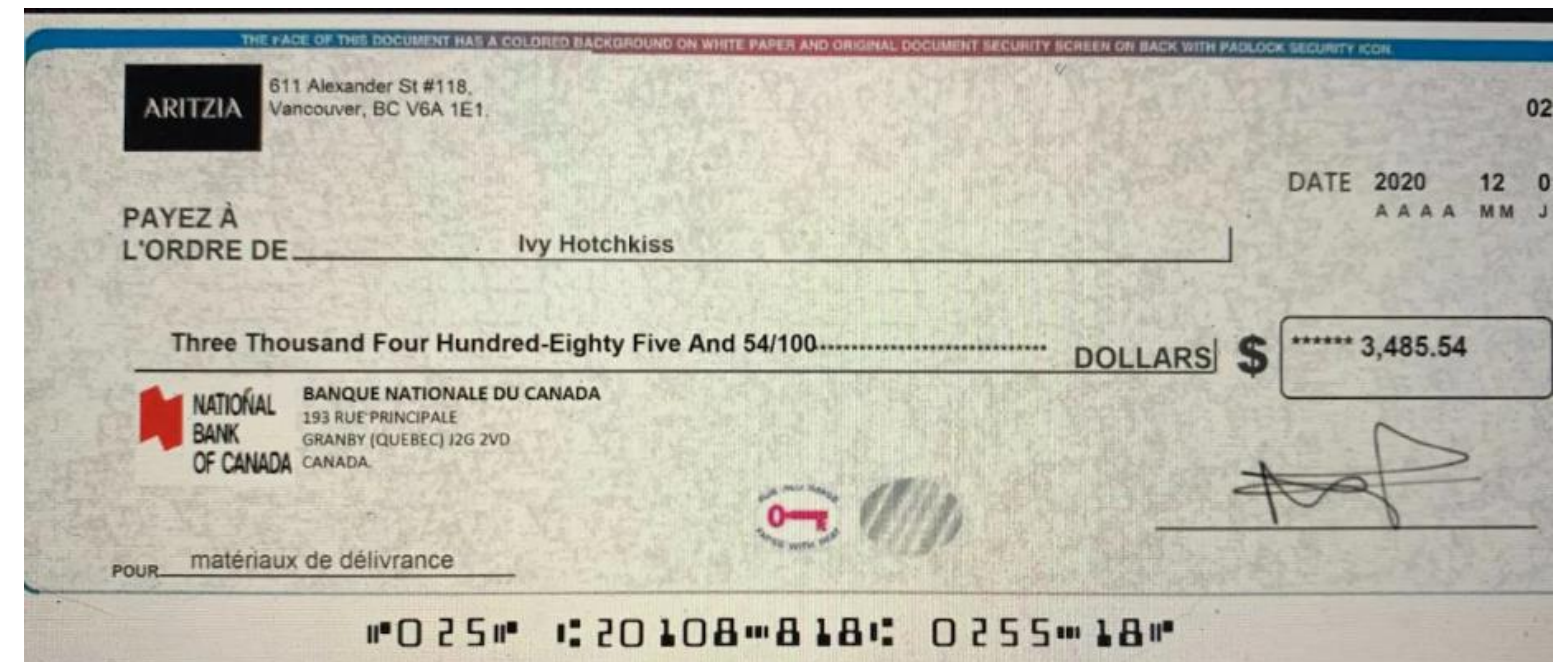 THE FACE OF THIS DOCUMENT HAS A COLORED BACKGROUND ON WHITE PAPER AND ORIGINAL DOCUMENT SECURITY SCREEN ON BACK WITH PADLOCK SECURITY ICON.
ARITZIA
611 Alexander St #118,
Vancouver, BC V6A 1E1.
02
DATE 2020 12 0
A A A A M M J
PAYEZ À
L'ORDRE DE Ivy Hotchkiss
Three Thousand Four Hundred-Eighty Five And 54/100 DOLLARS $ ****** 3,485.54
NATIONAL
BANK
OF CANADA
BANQUE NATIONALE DU CANADA
193 RUE PRINCIPALE
GRANBY (QUEBEC) J2G 2VD
CANADA.
POUR matériaux de délivrance
⑈025⑈ ⑆20108⑉818⑆ 0255⑉18⑈